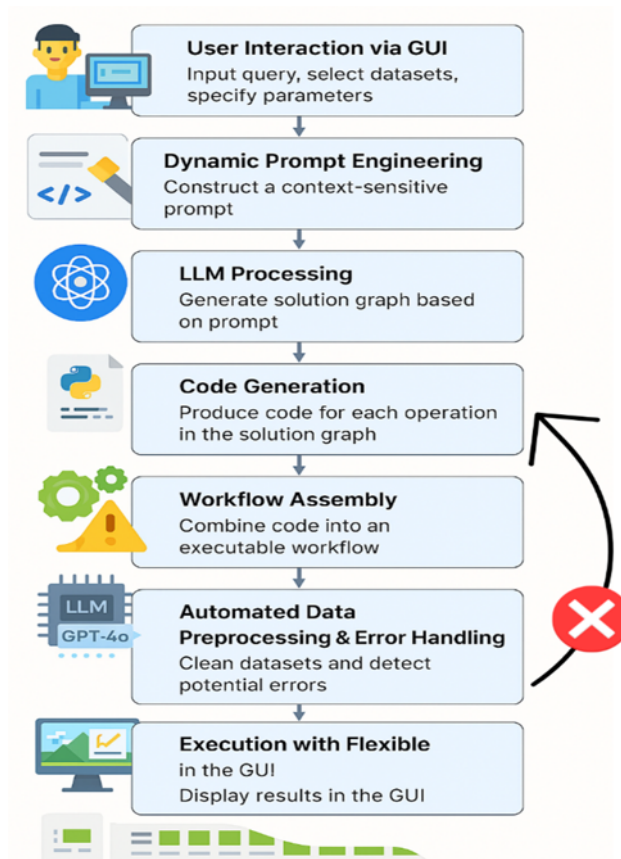 User Interaction via GUI
Input query, select datasets,
specify parameters
Dynamic Prompt Engineering
</>
Construct a context-sensitive
prompt
LLM Processing
Generate solution graph based
on prompt
Code Generation
Produce code for each operation
in the solution graph
Workflow Assembly
Combine code into an
executable workflow
Automated Data
Preprocessing & Error Handling
LLM
GPT-4o
Clean datasets and detect
potential errors
Execution with Flexible
in the GUI
Display results in the GUI